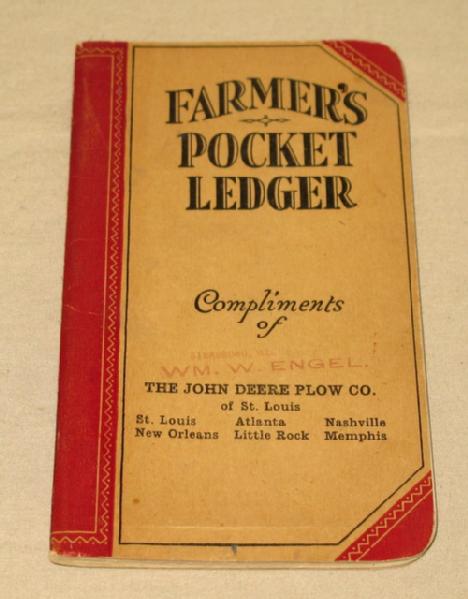 FARMER'S
POCKET
LEDGER
Compliments
of
WM. W. ENGEL.
THE JOHN DEERE PLOW CO.
of St. Louis
St. Louis Atlanta Nashville
New Orleans Little Rock Memphis